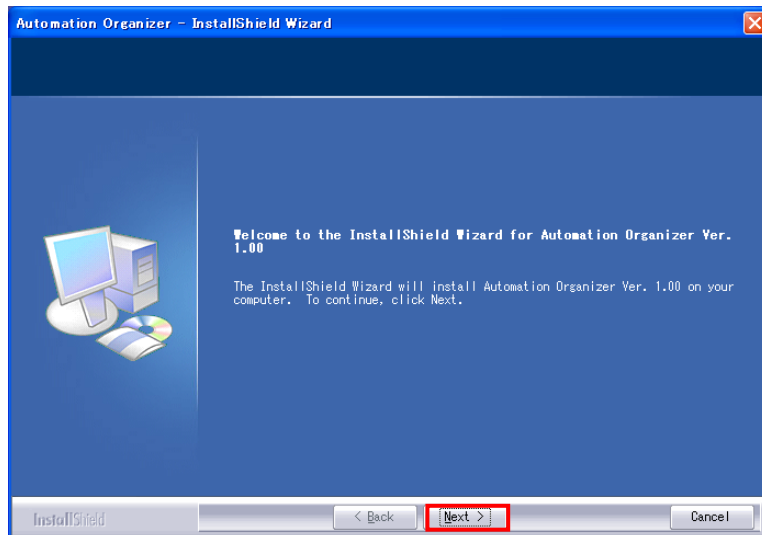 Automation Organizer - InstallShield Wizard
Welcome to the InstallShield Wizard for Automation Organizer Ver.
1.00
The InstallShield Wizard will install Automation Organizer Ver. 1.00 on your
computer. To continue, click Next.
InstallShield
< Back
Next >
Cancel